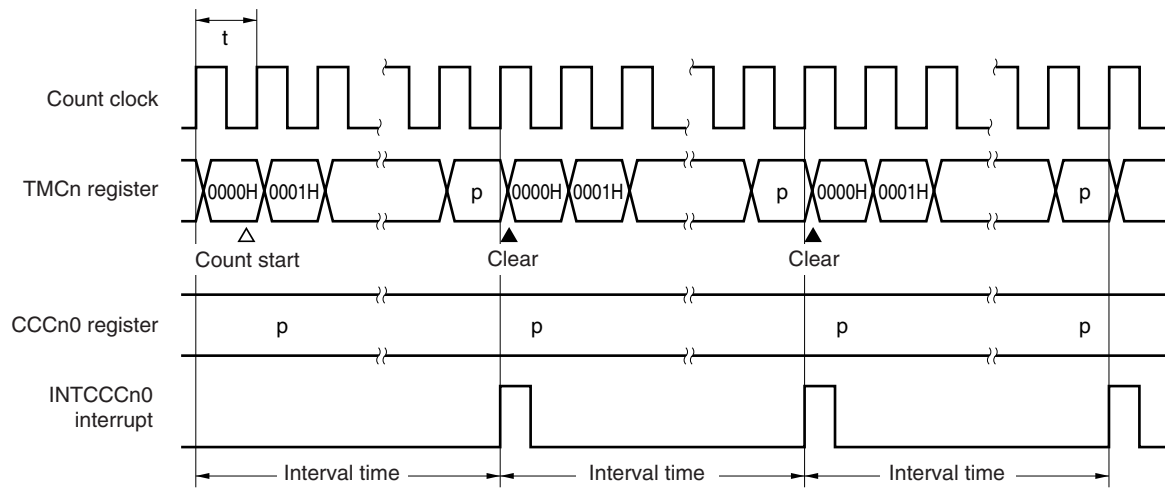 t
Count clock
TMCn register
0000H 0001H p 0000H 0001H p 0000H 0001H p
Count start Clear Clear
CCCn0 register
p p p p
INTCCCn0
interrupt
Interval time Interval time Interval time